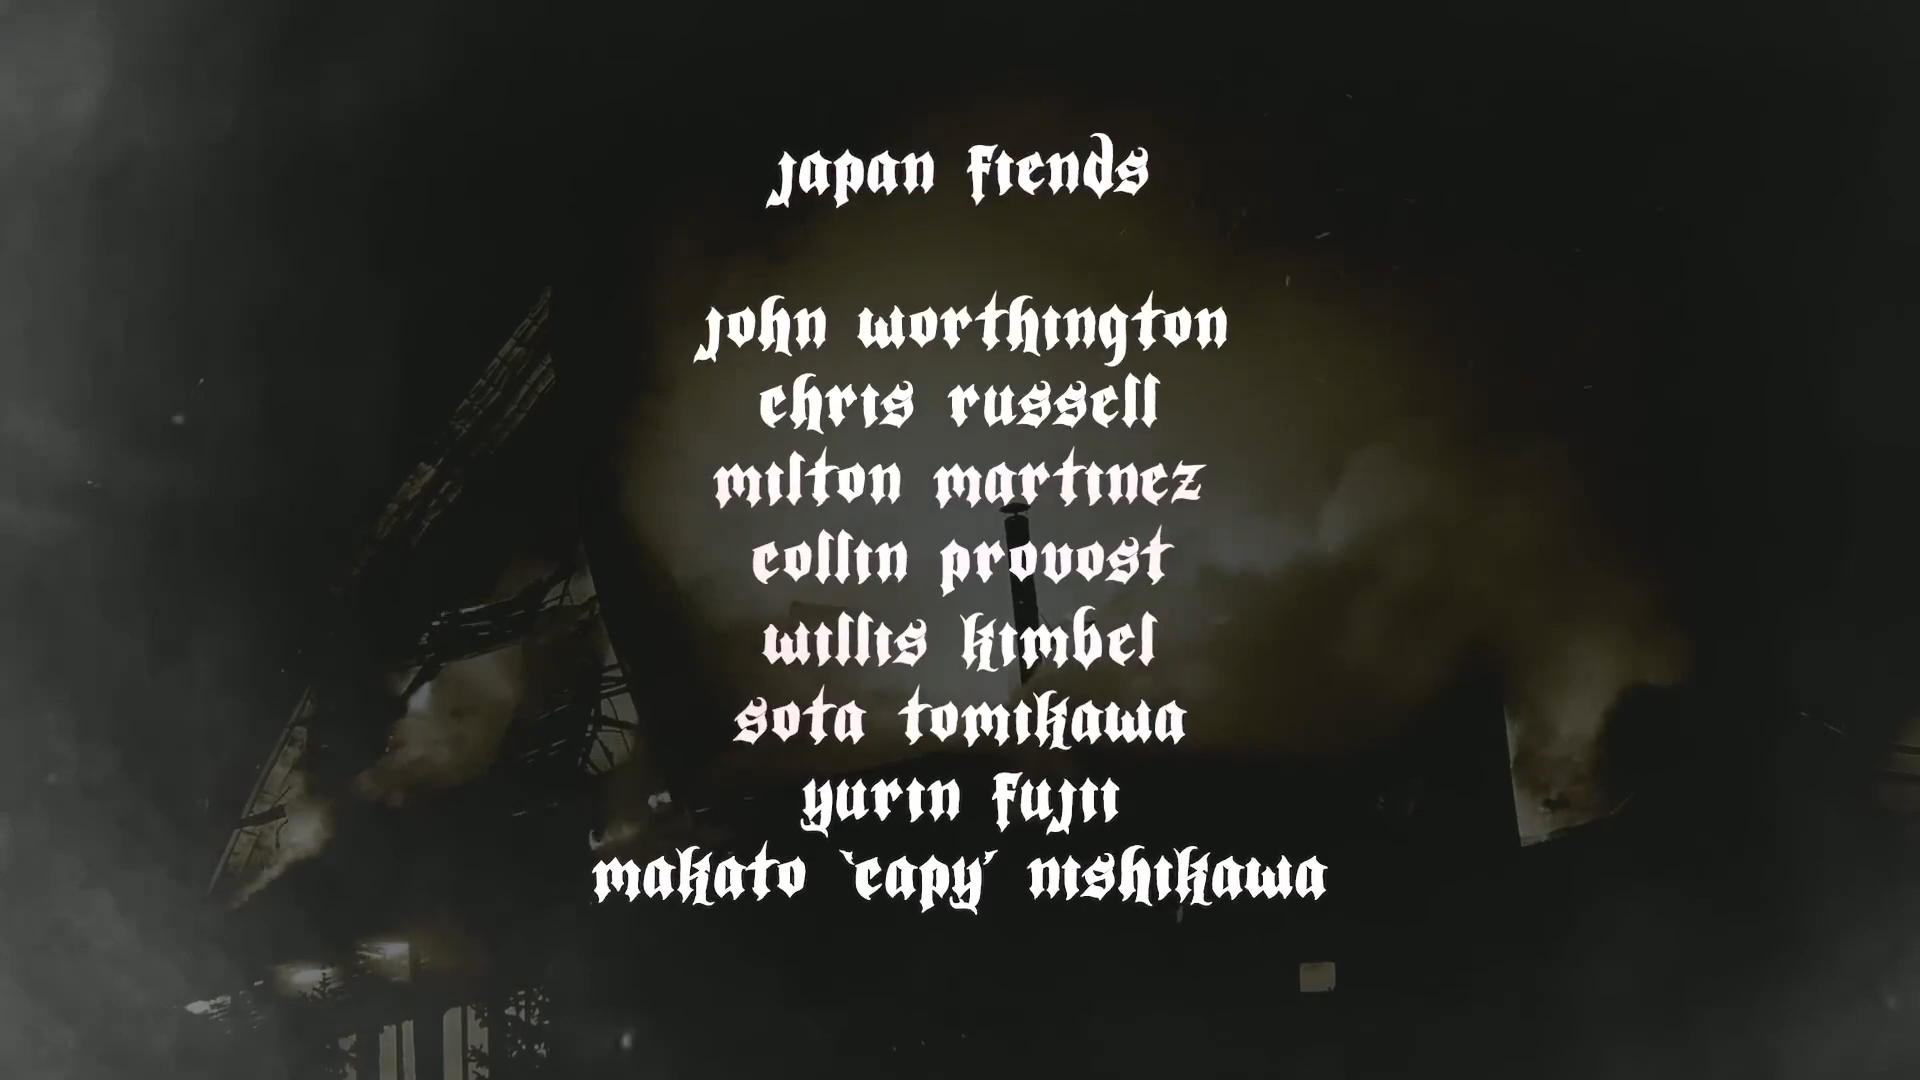 japan fiends
john worthington
chris russell
milton martinez
collin provost
willis kimbel
sota tomikawa
yurin fujii
makato 'capy' nishikawa